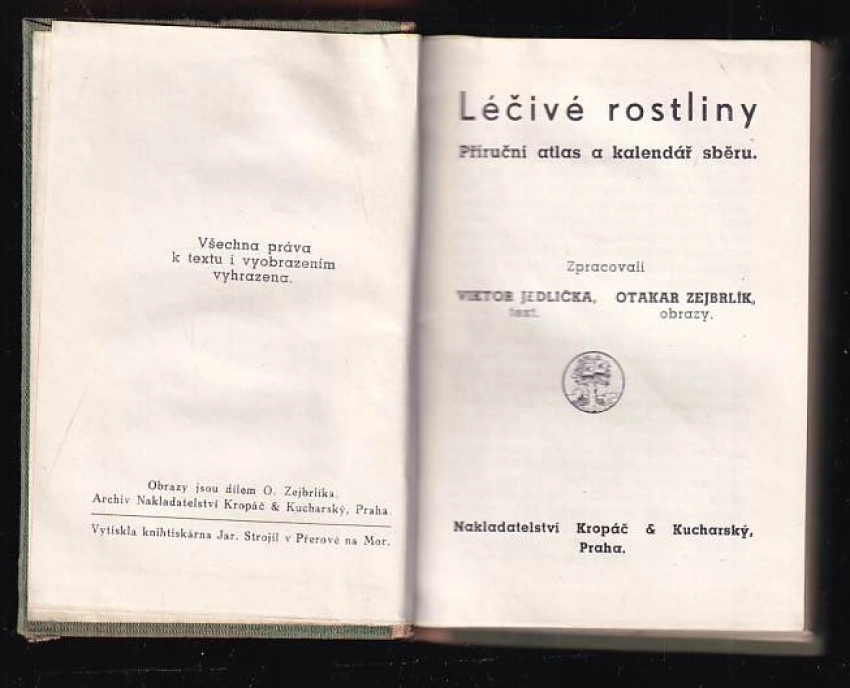 Všechna práva
k textu i vyobrazením
vyhrazena.
Obrazy jsou dílem O. Zejbrlíka.
Archiv Nakladatelství Kropáč & Kucharský, Praha.
Vytiskla knihtiskárna Jar. Strojil v Přerově na Mor.
Léčivé rostliny
Příruční atlas a kalendář sběru.
Zpracovali
VIKTOR JEDLIČKA, OTAKAR ZEJBRLÍK,
text. obrazy.
Nakladatelství Kropáč & Kucharský,
Praha.